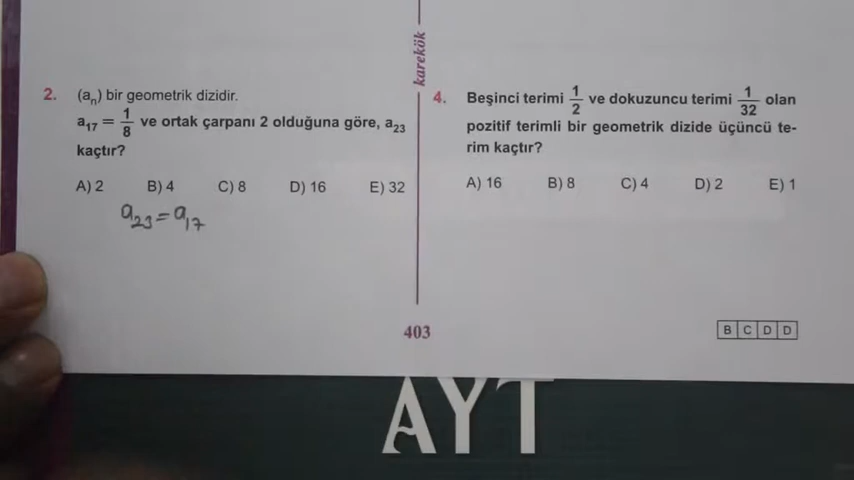 2. (aₙ) bir geometrik dizidir.
a₁₇ = 1/8 ve ortak çarpanı 2 olduğuna göre, a₂₃
kaçtır?
A) 2 B) 4 C) 8 D) 16 E) 32
a₂₃ = a₁₇
karekök
4. Beşinci terimi 1/2 ve dokuzuncu terimi 1/32 olan
pozitif terimli bir geometrik dizide üçüncü te-
rim kaçtır?
A) 16 B) 8 C) 4 D) 2 E) 1
403
B C D D
AYT